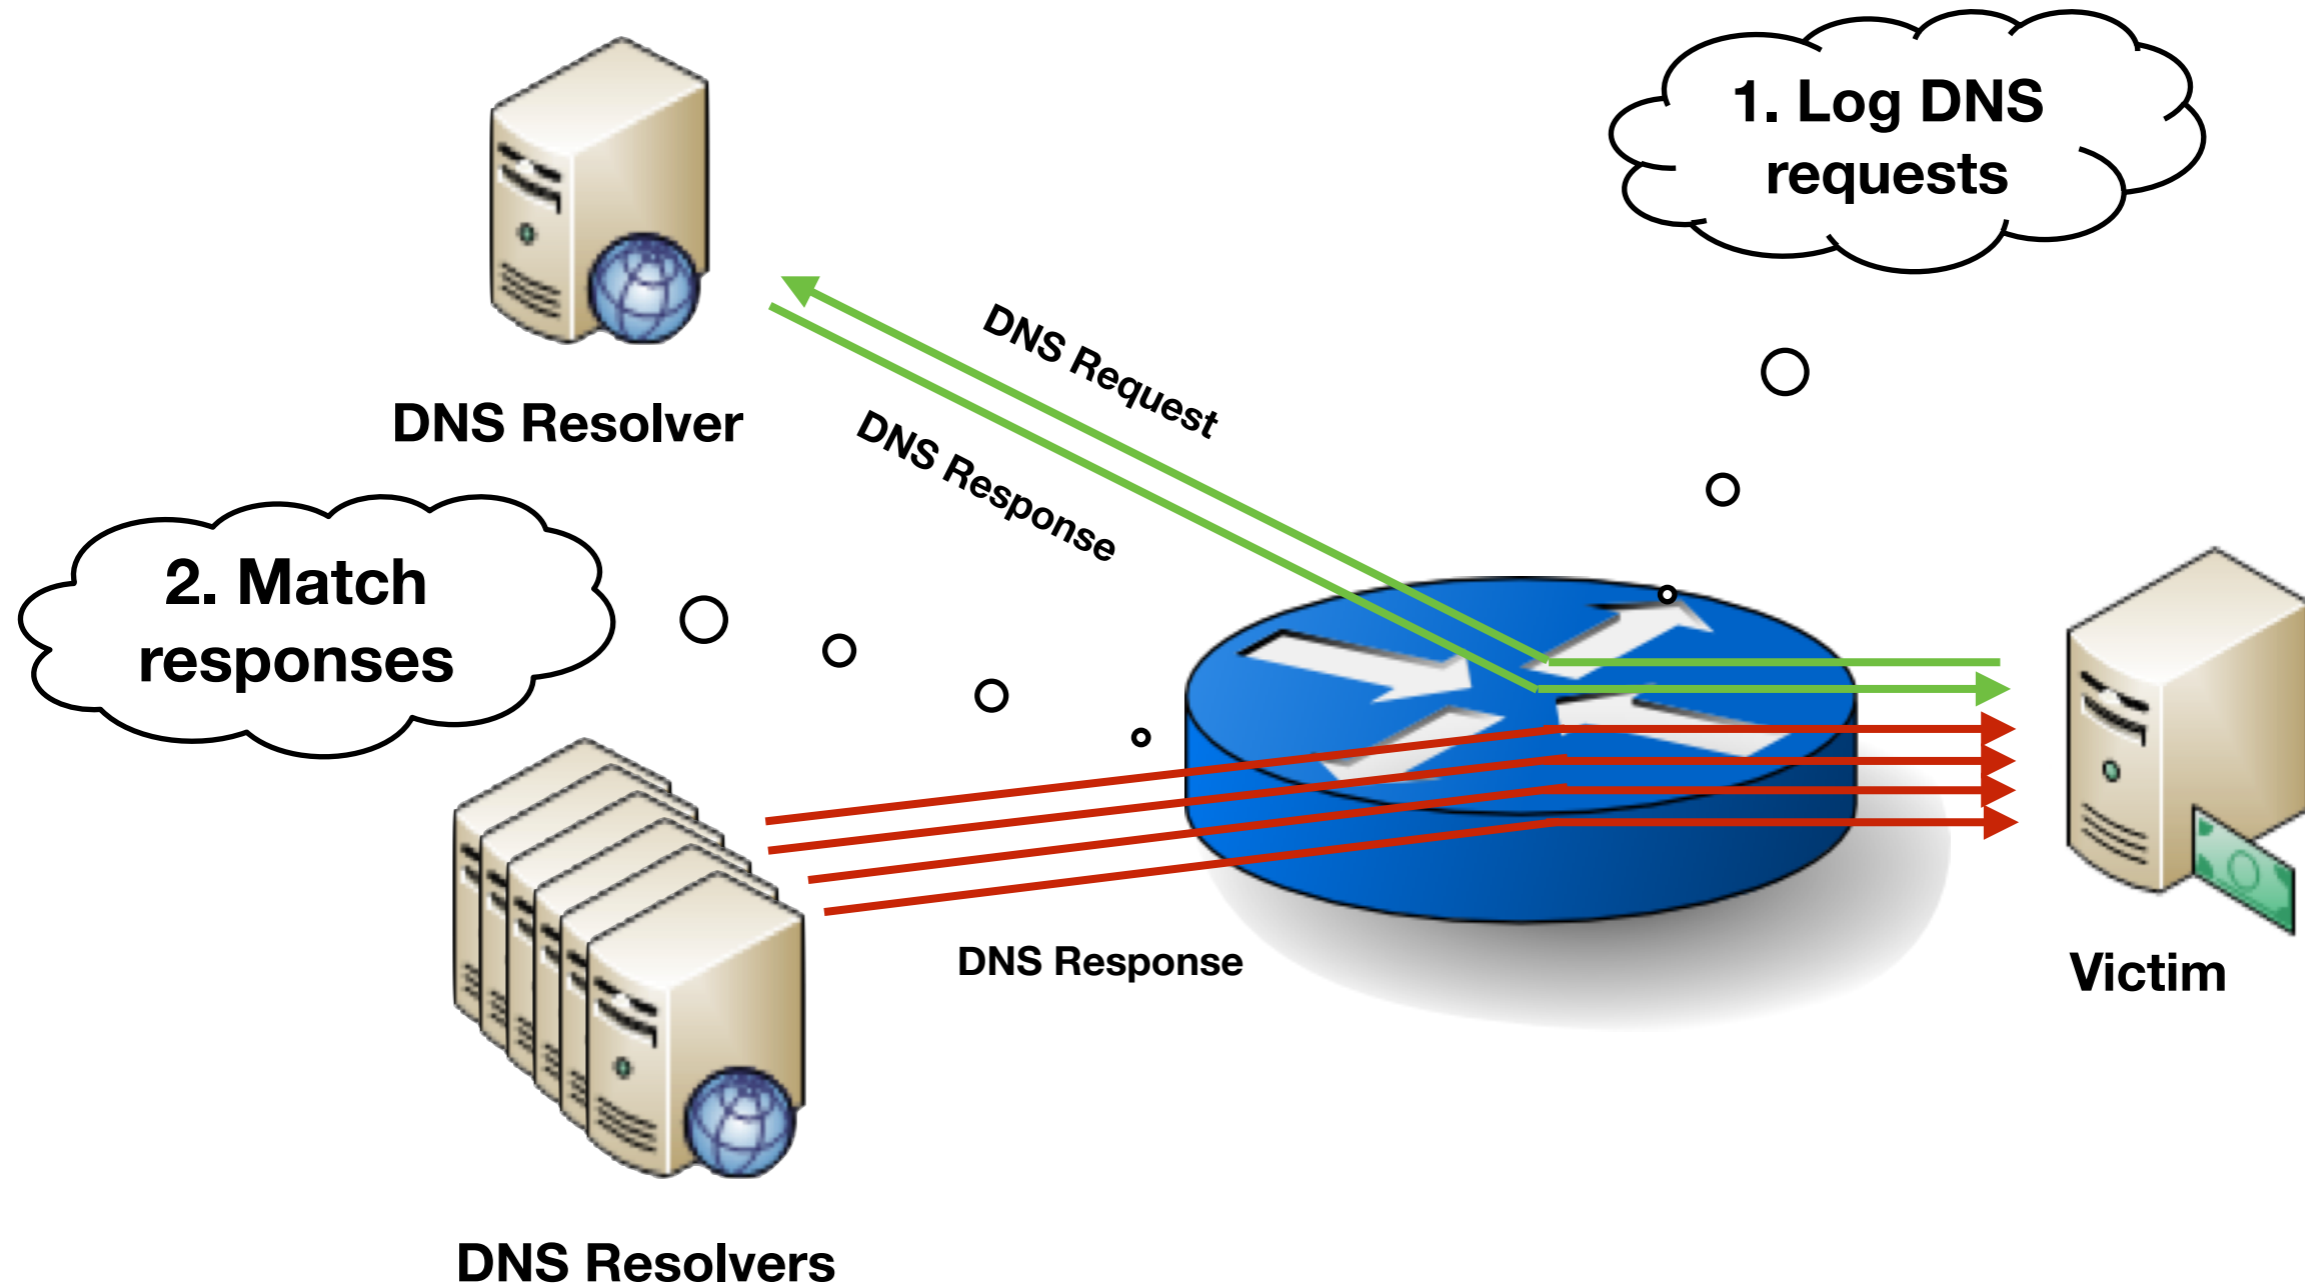 1. Log DNS
requests
DNS Request
DNS Response
DNS Resolver
2. Match
responses
DNS Response
Victim
DNS Resolvers